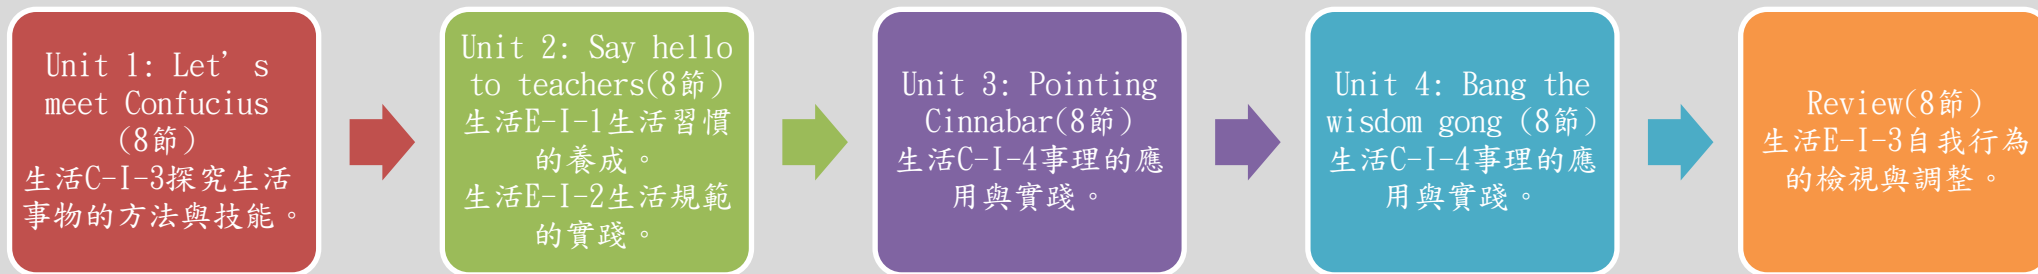 Unit 1: Let's
meet Confucius
(8節)
生活C-I-3探究生活
事物的方法與技能。
Unit 2: Say hello
to teachers(8節)
生活E-I-1生活習慣
的養成。
生活E-I-2生活規範
的實踐。
Unit 3: Pointing
Cinnabar(8節)
生活C-I-4事理的應
用與實踐。
Unit 4: Bang the
wisdom gong (8節)
生活C-I-4事理的應
用與實踐。
Review(8節)
生活E-I-3自我行為
的檢視與調整。